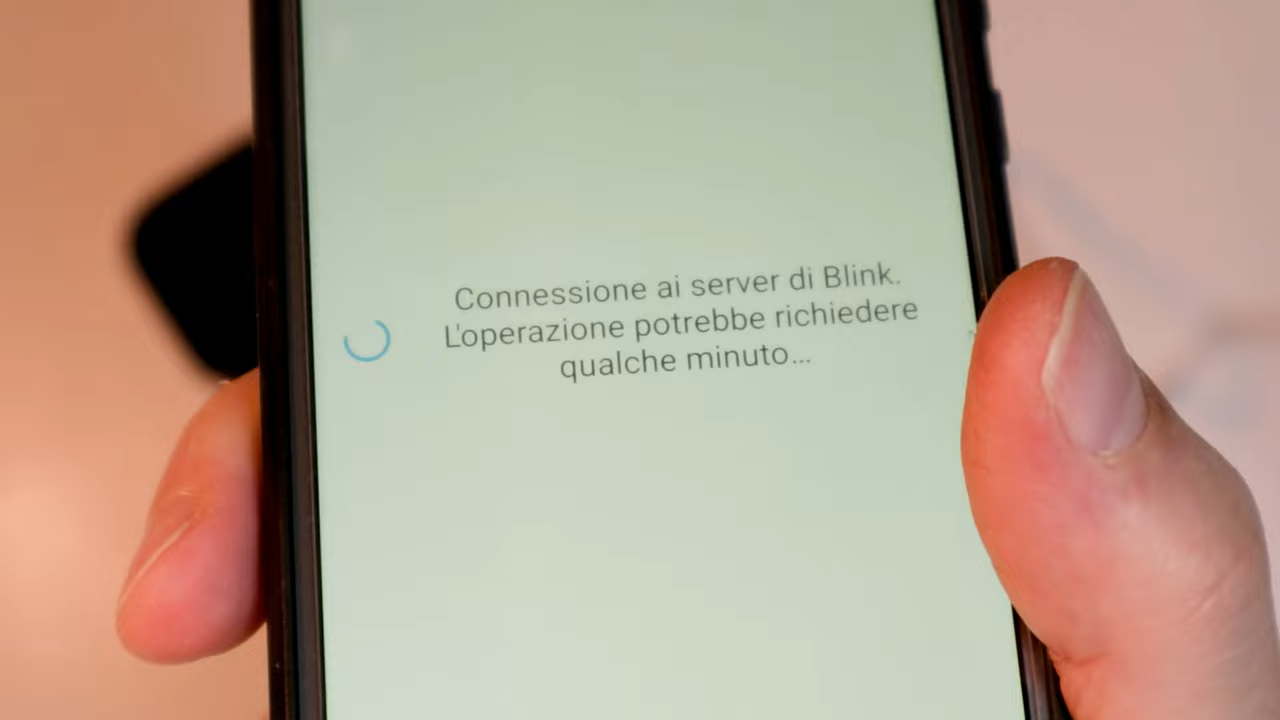 Connessione ai server di Blink.
L'operazione potrebbe richiedere
qualche minuto...